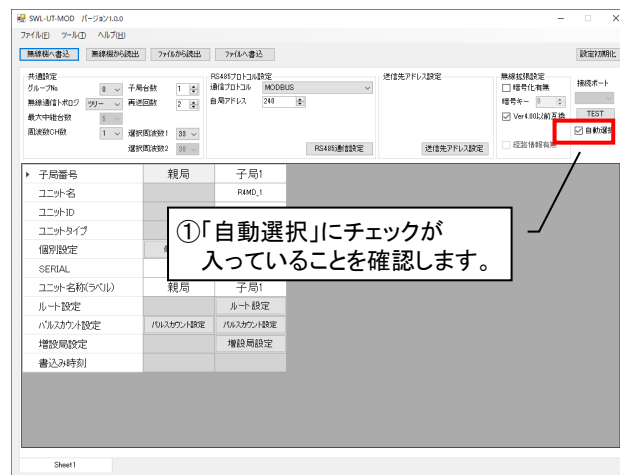 SWL-UT-MOD バージョン1.0.0
ファイル(F) ツール(T) ヘルプ(H)
無線機へ書込 無線機から読出 ファイルから読出 ファイルへ書込 設定初期化
共通設定 RS485プロトコル設定 送信先アドレス設定 無線拡張設定
グループNo. 0 子局台数 1 通信プロトコル MODBUS 暗号化有無 接続ポート
無線通信トポロジ ツリー 再送回数 2 自局アドレス 240 暗号キー 0
最大中継台数 5 Ver4.00以前互換 TEST
周波数CH数 1 選択周波数1 33 自動選択
選択周波数2 RS485通信設定 送信先アドレス設定 経路情報有無
子局番号 親局 子局1
ユニット名 R4MD_1
ユニットID
ユニットタイプ
個別設定
SERIAL
ユニット名称(ラベル) 親局 子局1
ルート設定 ルート設定
パルスカウント設定 パルスカウント設定 パルスカウント設定
増設局設定 増設局設定
書込み時刻
①「自動選択」にチェックが
入っていることを確認します。
Sheet1